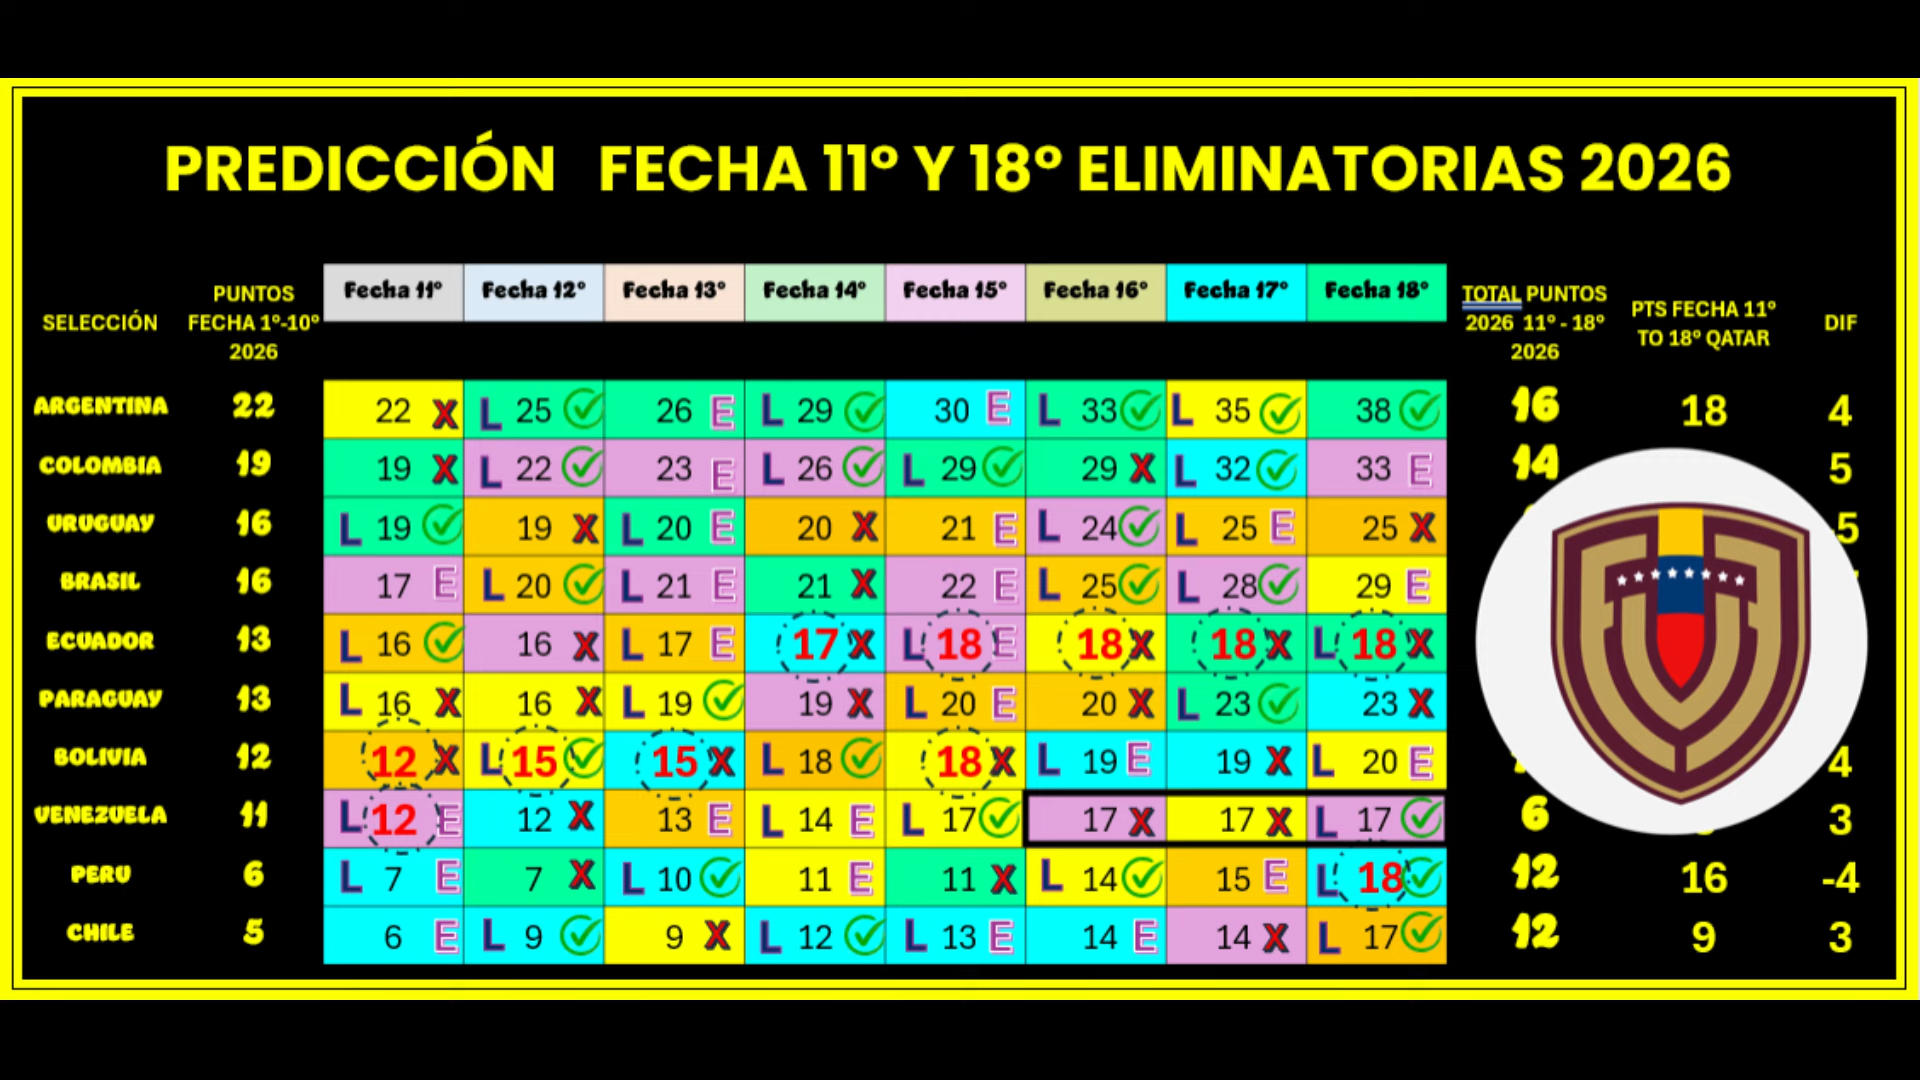 PREDICCIÓN FECHA 11° Y 18° ELIMINATORIAS 2026
SELECCIÓN PUNTOS FECHA 1°-10° 2026 Fecha 11° Fecha 12° Fecha 13° Fecha 14° Fecha 15° Fecha 16° Fecha 17° Fecha 18° TOTAL PUNTOS 2026 11° - 18° 2026 PTS FECHA 11° TO 18° QATAR DIF
ARGENTINA 22 22 X L 25 26 E L 29 30 E L 33 L 35 38 16 18 4
COLOMBIA 19 19 X L 22 23 E L 26 L 29 29 X L 32 33 E 14 5
URUGUAY 16 L 19 19 X L 20 E 20 X 21 E L 24 L 25 E 25 X 5
BRASIL 16 17 E L 20 L 21 E 21 X 22 E L 25 L 28 29 E
ECUADOR 13 L 16 16 X L 17 E 17 X L 18 E 18 X 18 X L 18 X
PARAGUAY 13 L 16 X 16 X L 19 19 X L 20 E 20 X L 23 23 X
BOLIVIA 12 12 X L 15 15 X L 18 18 X L 19 E 19 X L 20 E 4
VENEZUELA 11 L 12 E 12 X 13 E L 14 E L 17 17 X 17 X L 17 6 3
PERU 6 L 7 E 7 X L 10 11 E 11 X L 14 15 E L 18 12 16 -4
CHILE 5 6 E L 9 9 X L 12 L 13 E 14 E 14 X L 17 12 9 3